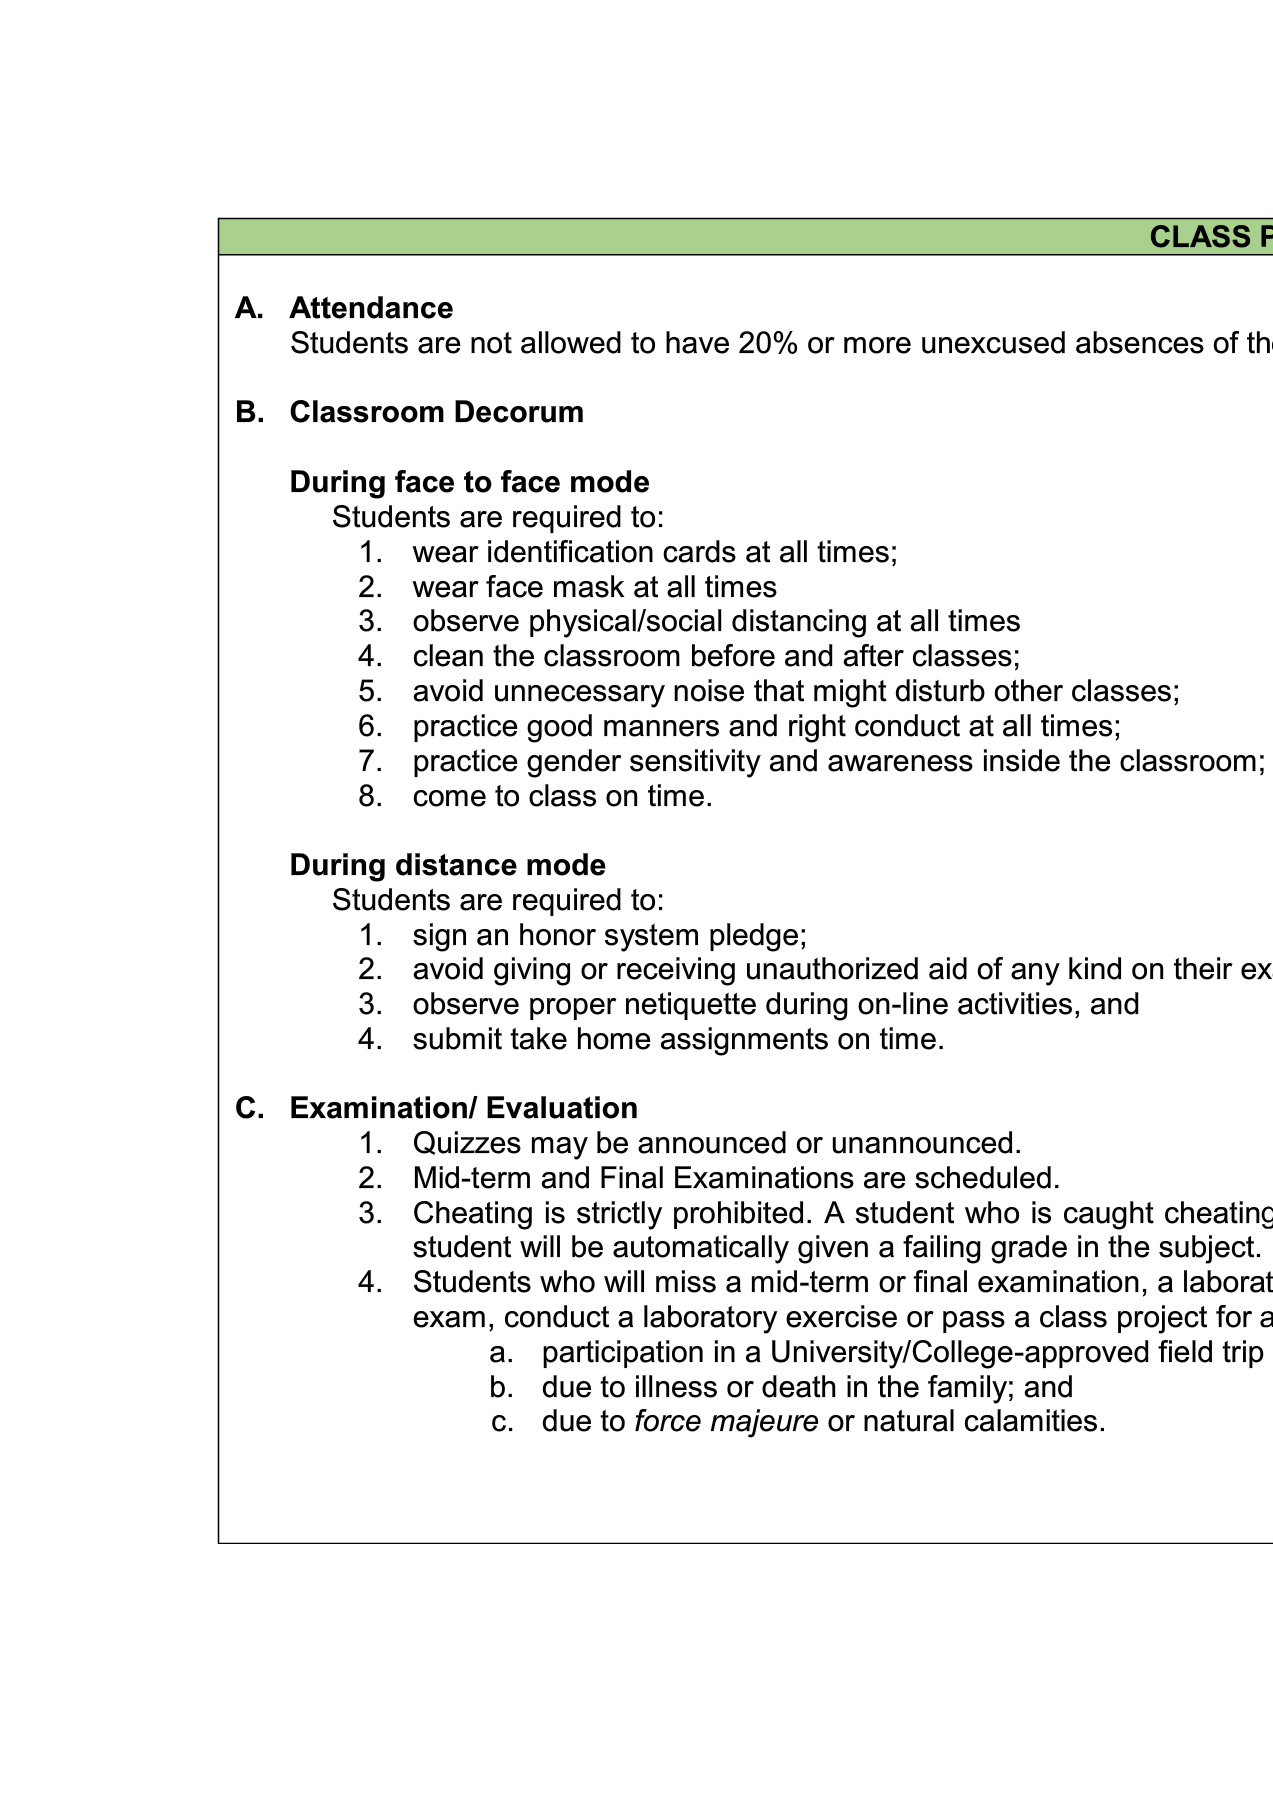 CLASS
A. Attendance
Students are not allowed to have 20% or more unexcused absences of
B. Classroom Decorum
During face to face mode
Students are required to:
1. wear identification cards at all times;
2. wear face mask at all times
3. observe physical/social distancing at all times
4. clean the classroom before and after classes;
5. avoid unnecessary noise that might disturb other classes;
6. practice good manners and right conduct at all times;
7. practice gender sensitivity and awareness inside the classroom;
8. come to class on time.
During distance mode
Students are required to:
1. sign an honor system pledge;
2. avoid giving or receiving unauthorized aid of any kind on their
3. observe proper netiquette during on-line activities, and
4. submit take home assignments on time.
C. Examination/ Evaluation
1. Quizzes may be announced or unannounced.
2. Mid-term and Final Examinations are scheduled.
3. Cheating is strictly prohibited. A student who is caught cheating
student will be automatically given a failing grade in the subject.
4. Students who will miss a mid-term or final examination, a
exam, conduct a laboratory exercise or pass a class project for
a. participation in a University/College-approved field trip
b. due to illness or death in the family; and
c. due to force majeure or natural calamities.